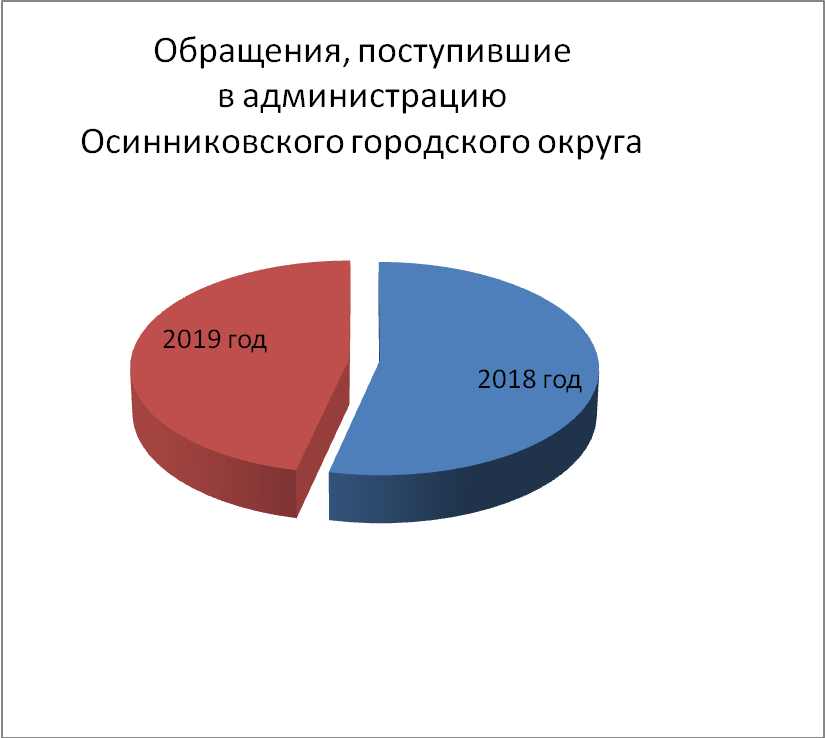 Обращения, поступившие
в администрацию
Осинниковского городского округа
2019 год
2018 год